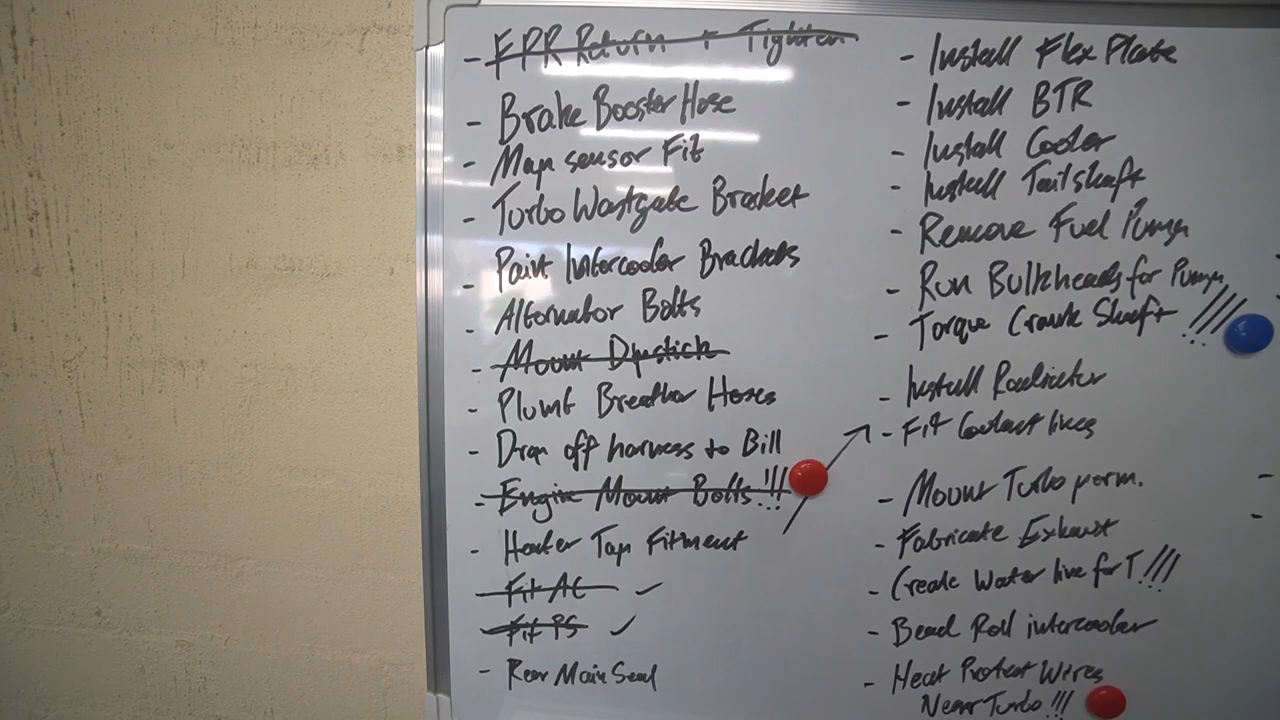 - FPR Return + Tighten
- Brake Booster Hose
- Map sensor Fit
- Turbo Wastgate Bracket
- Paint Intercooler Brackets
- Alternator Bolts
- Mount Dipstick
- Plumb Breather Hoses
- Drop off harness to Bill
- Engine Mount Bolts !!!
- Heater Tap Fitment
- Fit AC ✓
- Fit PS ✓
- Rear Main Seal
- Install Flex Plate
- Install BTR
- Install Cooler
- Install Tailshaft
- Remove Fuel Pump
- Run Bulkheads for Pump
- Torque Crank Shaft !!!!
- Install Radiator
- Fit Coolant lines
- Mount Turbo perm.
- Fabricate Exhaust
- Create Water line for T !!!
- Bead Roll intercooler
- Heat Protect Wires
Near Turbo !!!